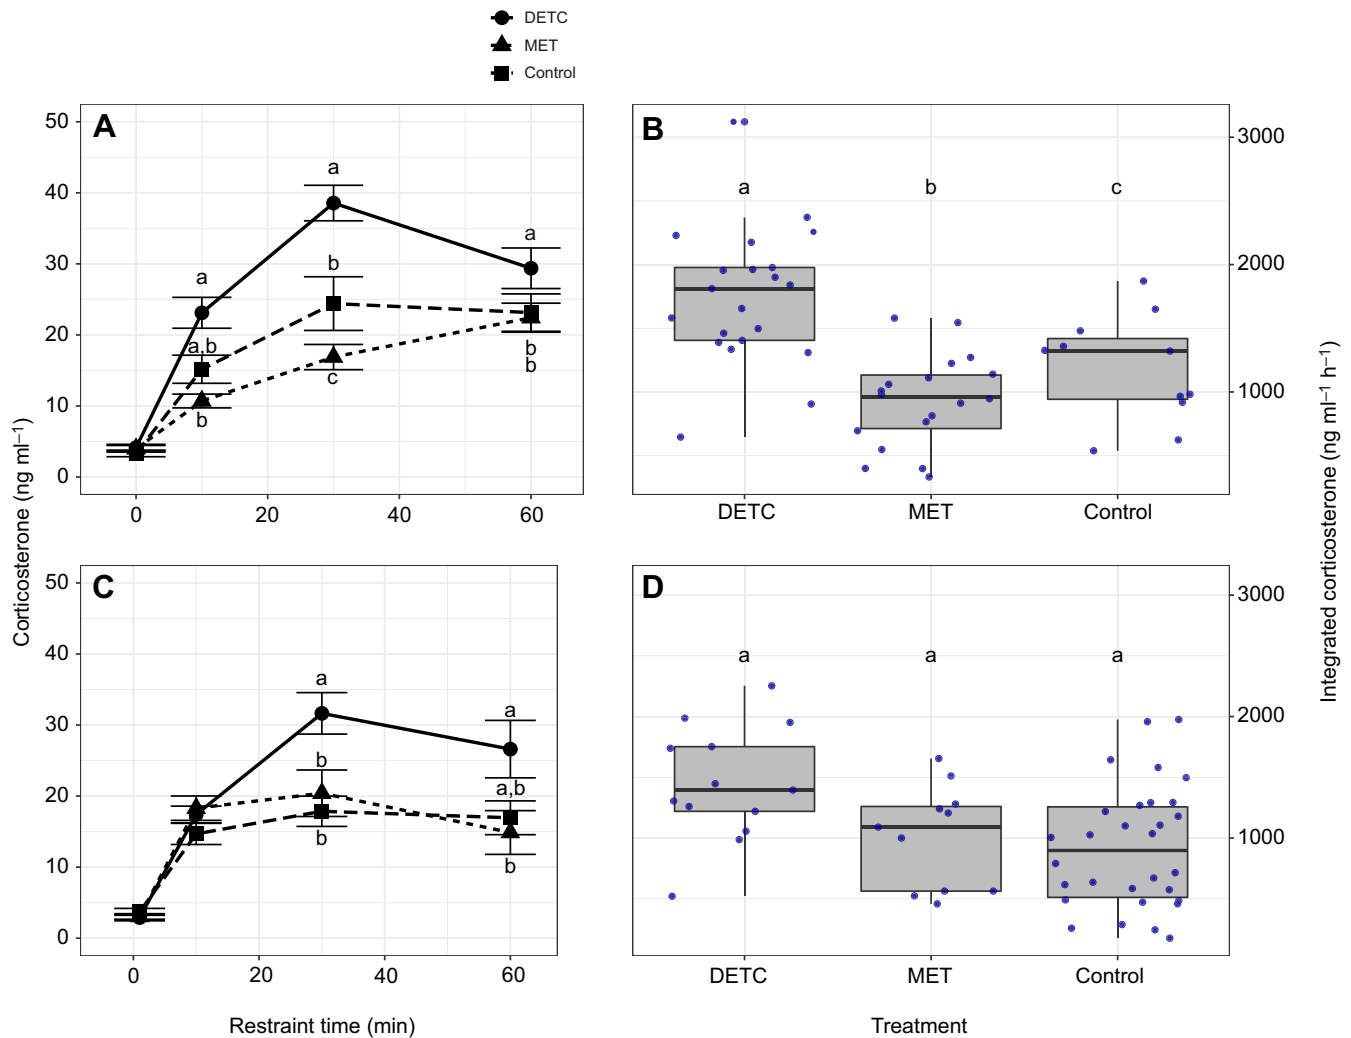 DETC
MET
Control
A
50
40
30
20
10
0
a
a
a
b
a,b
b
c
b
b
0
20
40
60
B
3000
2000
1000
a
b
c
DETC
MET
Control
Corticosterone (ng ml⁻¹)
Integrated corticosterone (ng ml⁻¹ h⁻¹)
C
50
40
30
20
10
0
a
a
b
a,b
b
b
0
20
40
60
D
3000
2000
1000
a
a
a
DETC
MET
Control
Restraint time (min)
Treatment